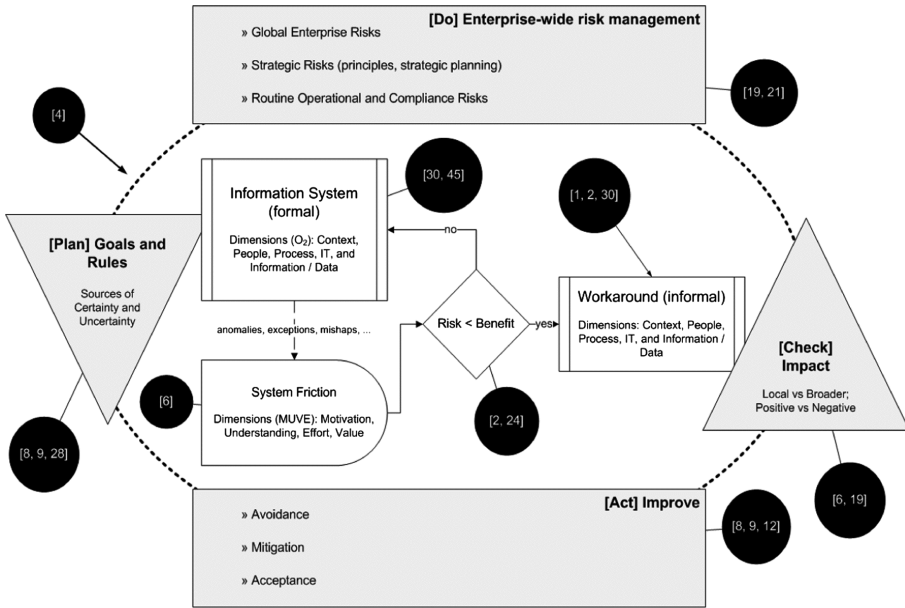 [Do] Enterprise-wide risk management
» Global Enterprise Risks
» Strategic Risks (principles, strategic planning)
» Routine Operational and Compliance Risks
[19, 21]
[4]
Information System
(formal)
Dimensions (O₂): Context,
People, Process, IT, and
Information / Data
[30, 45]
[1, 2, 30]
[Plan] Goals and
Rules
Sources of
Certainty and
Uncertainty
no
anomalies, exceptions, mishaps, ...
Risk < Benefit
yes
Workaround (informal)
Dimensions: Context, People,
Process, IT, and Information /
Data
[Check]
Impact
Local vs Broader;
Positive vs Negative
[6]
System Friction
Dimensions (MUVE): Motivation,
Understanding, Effort, Value
[2, 24]
[8, 9, 28]
[6, 19]
[Act] Improve
» Avoidance
» Mitigation
» Acceptance
[8, 9, 12]